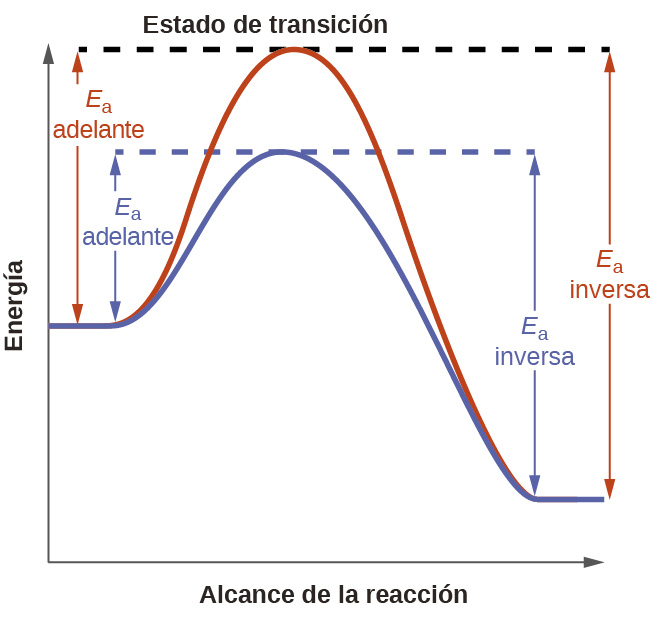 Estado de transición
Ea
adelante
Ea
adelante
Ea
inversa
Ea
inversa
Energía
Alcance de la reacción